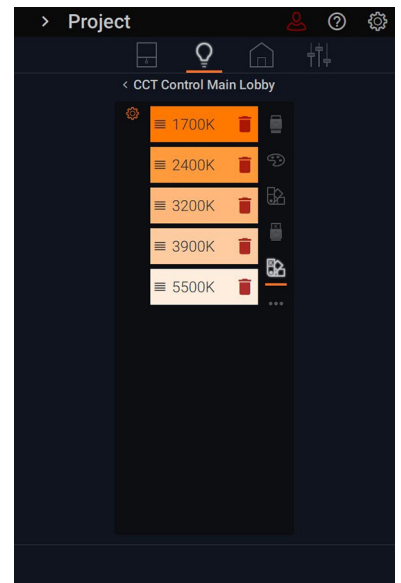 Project
< CCT Control Main Lobby
1700K
2400K
3200K
3900K
5500K